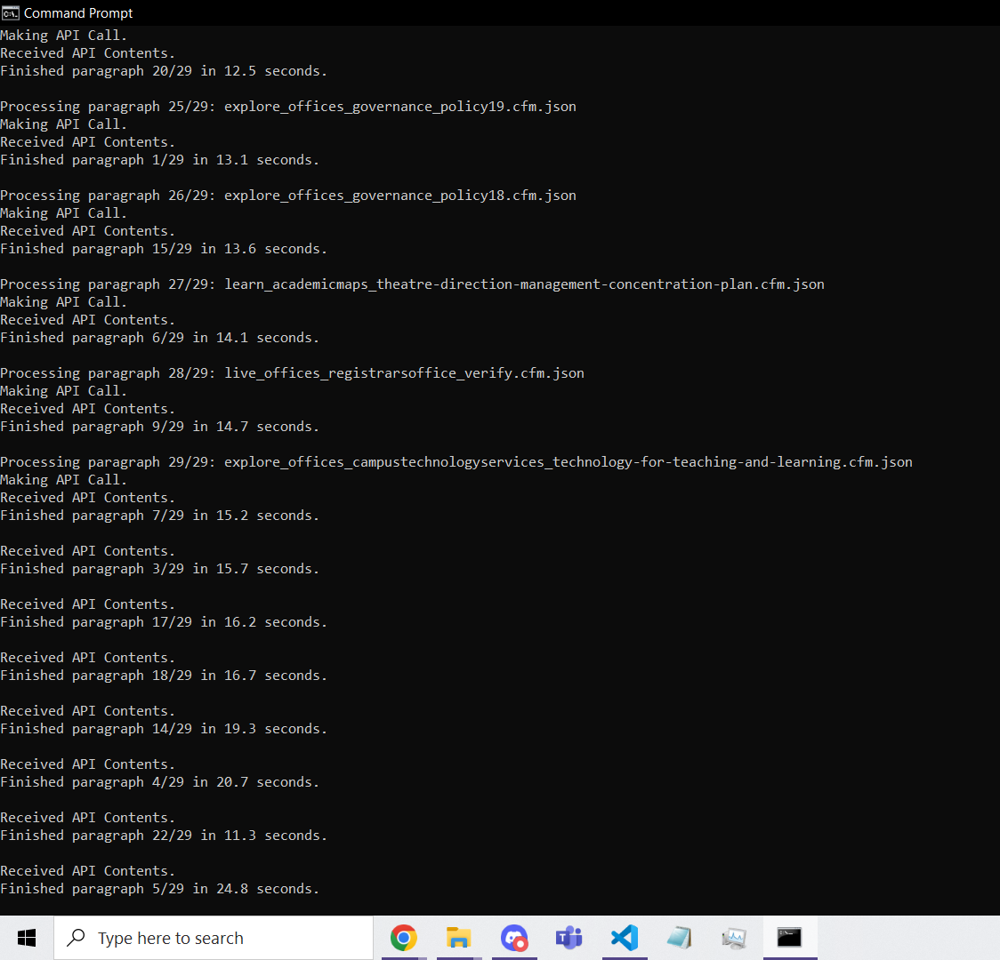 Command Prompt
Making API Call.
Received API Contents.
Finished paragraph 20/29 in 12.5 seconds.
Processing paragraph 25/29: explore_offices_governance_policy19.cfm.json
Making API Call.
Received API Contents.
Finished paragraph 1/29 in 13.1 seconds.
Processing paragraph 26/29: explore_offices_governance_policy18.cfm.json
Making API Call.
Received API Contents.
Finished paragraph 15/29 in 13.6 seconds.
Processing paragraph 27/29: learn_academicmaps_theatre-direction-management-concentration-plan.cfm.json
Making API Call.
Received API Contents.
Finished paragraph 6/29 in 14.1 seconds.
Processing paragraph 28/29: live_offices_registrarsoffice_verify.cfm.json
Making API Call.
Received API Contents.
Finished paragraph 9/29 in 14.7 seconds.
Processing paragraph 29/29: explore_offices_campustechnologyservices_technology-for-teaching-and-learning.cfm.json
Making API Call.
Received API Contents.
Finished paragraph 7/29 in 15.2 seconds.
Received API Contents.
Finished paragraph 3/29 in 15.7 seconds.
Received API Contents.
Finished paragraph 17/29 in 16.2 seconds.
Received API Contents.
Finished paragraph 18/29 in 16.7 seconds.
Received API Contents.
Finished paragraph 14/29 in 19.3 seconds.
Received API Contents.
Finished paragraph 4/29 in 20.7 seconds.
Received API Contents.
Finished paragraph 22/29 in 11.3 seconds.
Received API Contents.
Finished paragraph 5/29 in 24.8 seconds.
Type here to search